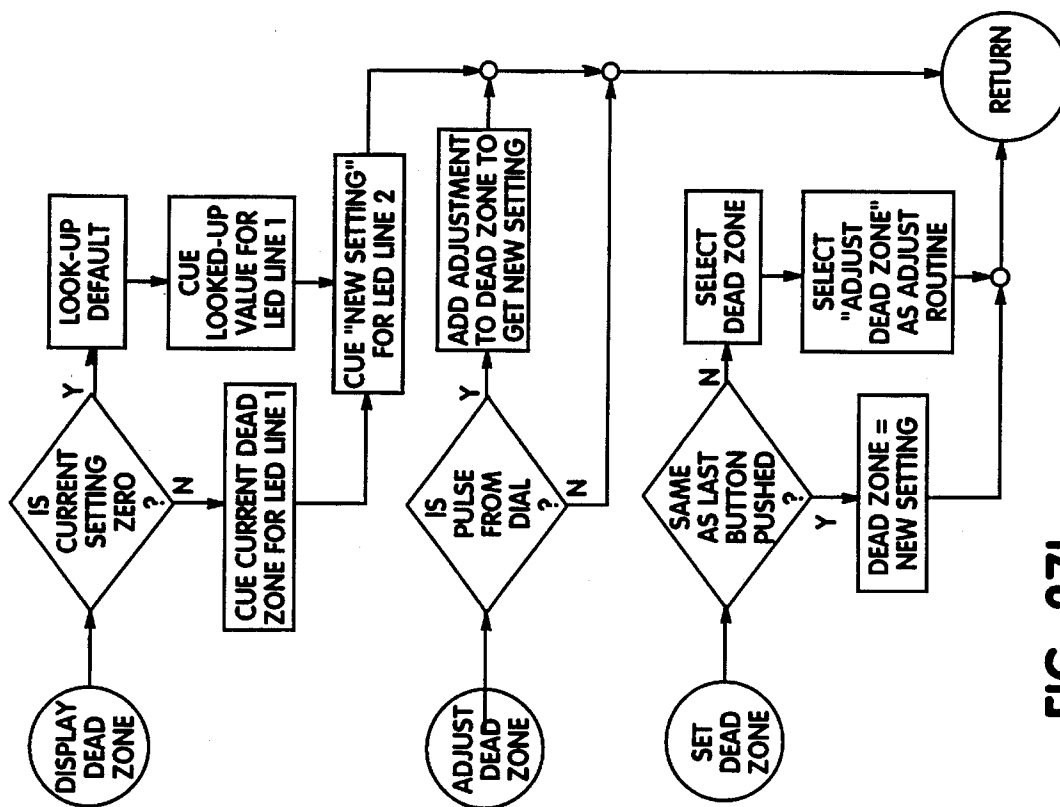 DISPLAY
DEAD
ZONE
IS
CURRENT
SETTING
ZERO
?
Y
N
LOOK-UP
DEFAULT
CUE
LOOKED-UP
VALUE FOR
LED LINE 1
CUE CURRENT DEAD
ZONE FOR LED LINE 1
CUE "NEW SETTING"
FOR LED LINE 2
ADJUST
DEAD
ZONE
IS
PULSE
FROM
DIAL
?
Y
N
ADD ADJUSTMENT
TO DEAD ZONE TO
GET NEW SETTING
SET
DEAD
ZONE
SAME
AS LAST
BUTTON
PUSHED
?
N
Y
SELECT
DEAD ZONE
SELECT
"ADJUST
DEAD ZONE"
AS ADJUST
ROUTINE
DEAD ZONE =
NEW SETTING
RETURN
FIG.